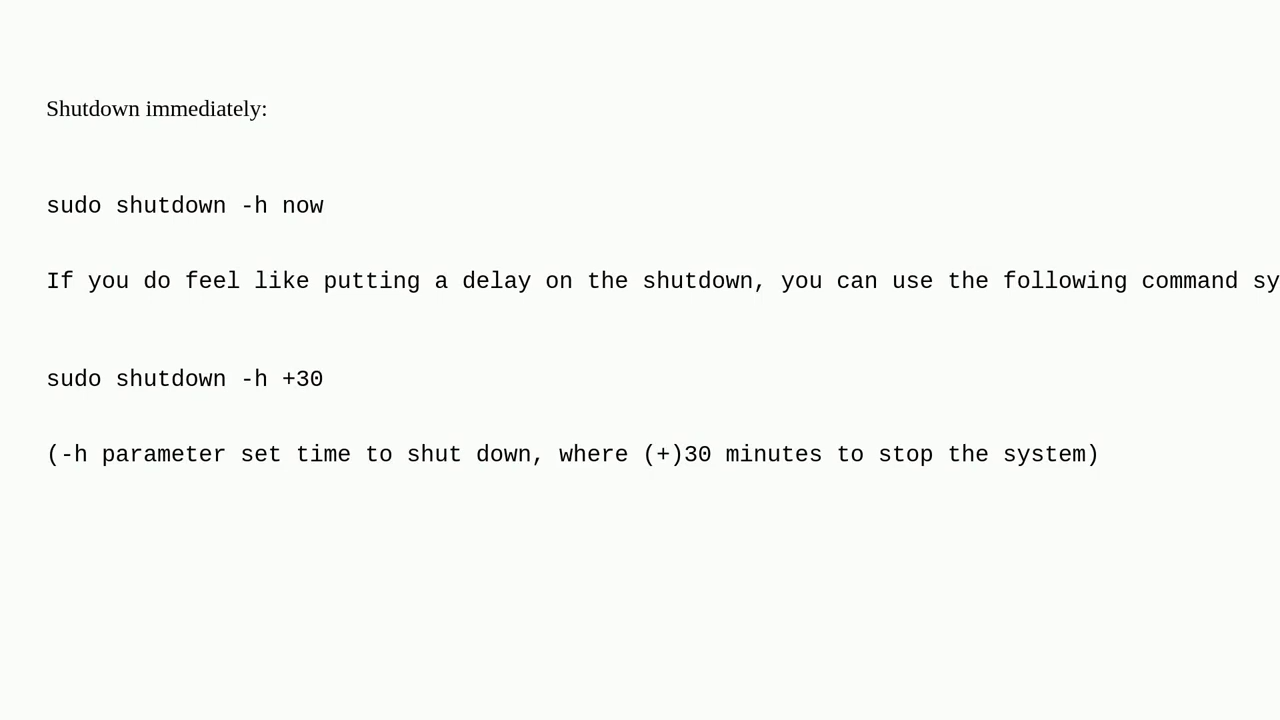 Shutdown immediately:
sudo shutdown -h now
If you do feel like putting a delay on the shutdown, you can use the following command
sudo shutdown -h +30
(-h parameter set time to shut down, where (+)30 minutes to stop the system)